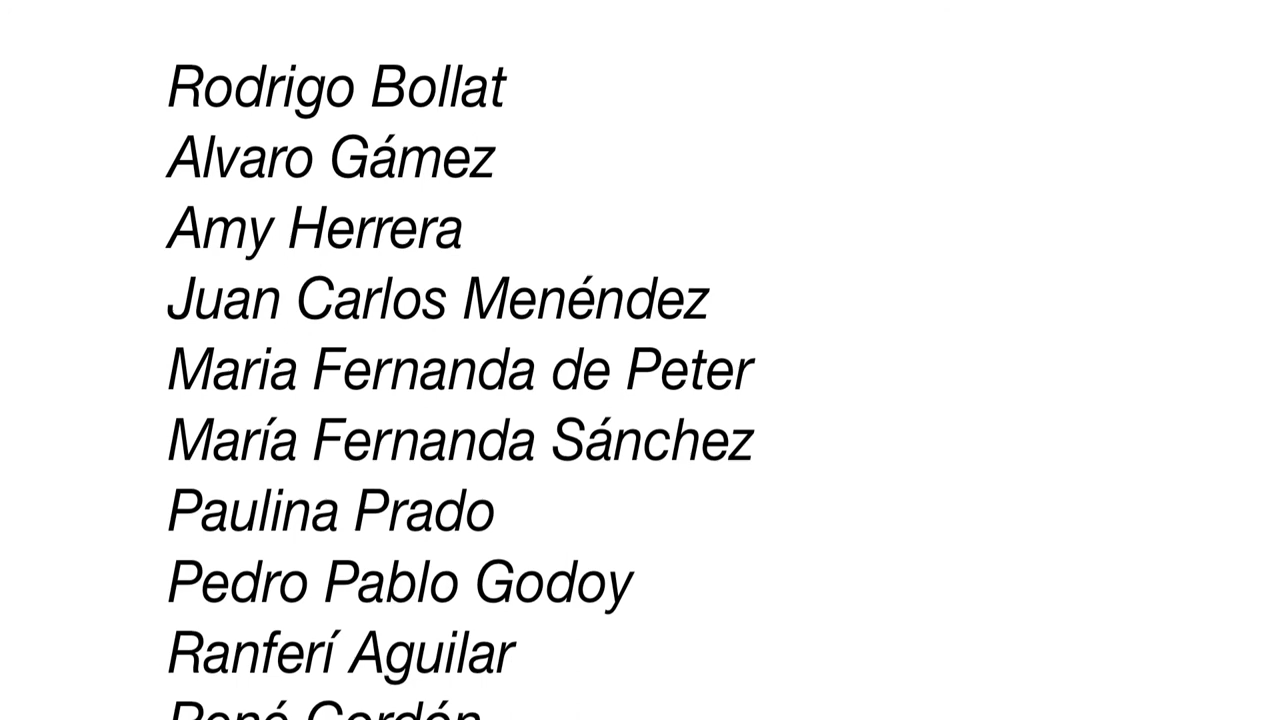 Rodrigo Bollat
Alvaro Gámez
Amy Herrera
Juan Carlos Menéndez
Maria Fernanda de Peter
María Fernanda Sánchez
Paulina Prado
Pedro Pablo Godoy
Ranferí Aguilar
René